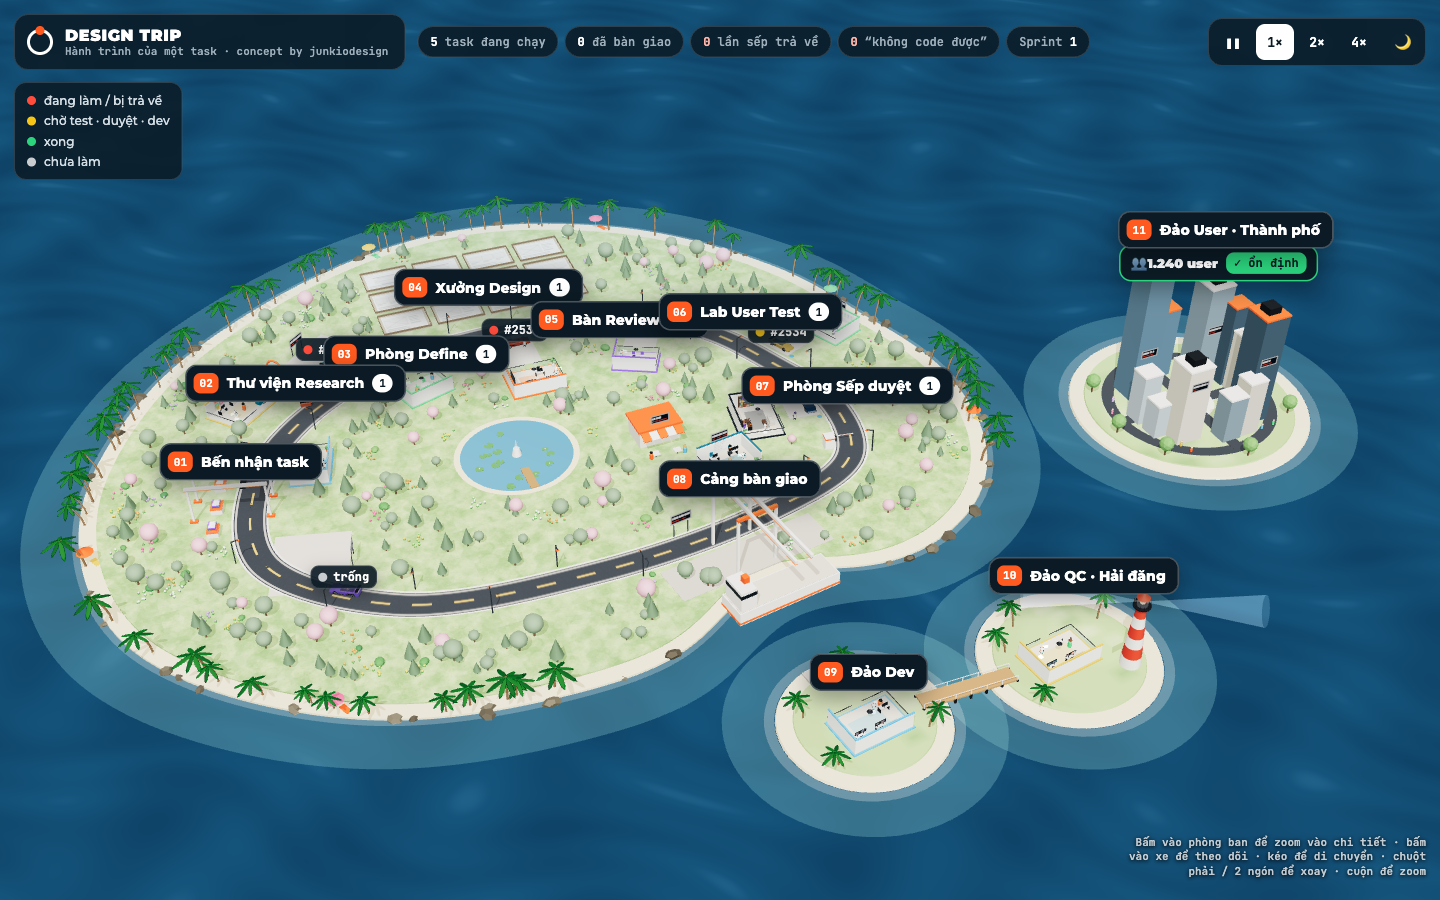 DESIGN TRIP
Hành trình của một task · concept by junkiodesign
5 task đang chạy
0 đã bàn giao
0 lần sếp trả về
0 “không code được”
Sprint 1
1×
2×
4×
đang làm / bị trả về
chờ test · duyệt · dev
xong
chưa làm
11 Đảo User · Thành phố
1.240 user ✓ ổn định
04 Xưởng Design 1
05 Bàn Review
06 Lab User Test 1
#253
#2534
03 Phòng Define 1
02 Thư viện Research 1
07 Phòng Sếp duyệt 1
01 Bến nhận task
08 Cảng bàn giao
trống
10 Đảo QC · Hải đăng
09 Đảo Dev
Bấm vào phòng ban để zoom vào chi tiết · bấm
vào xe để theo dõi · kéo để di chuyển · chuột
phải / 2 ngón để xoay · cuộn để zoom